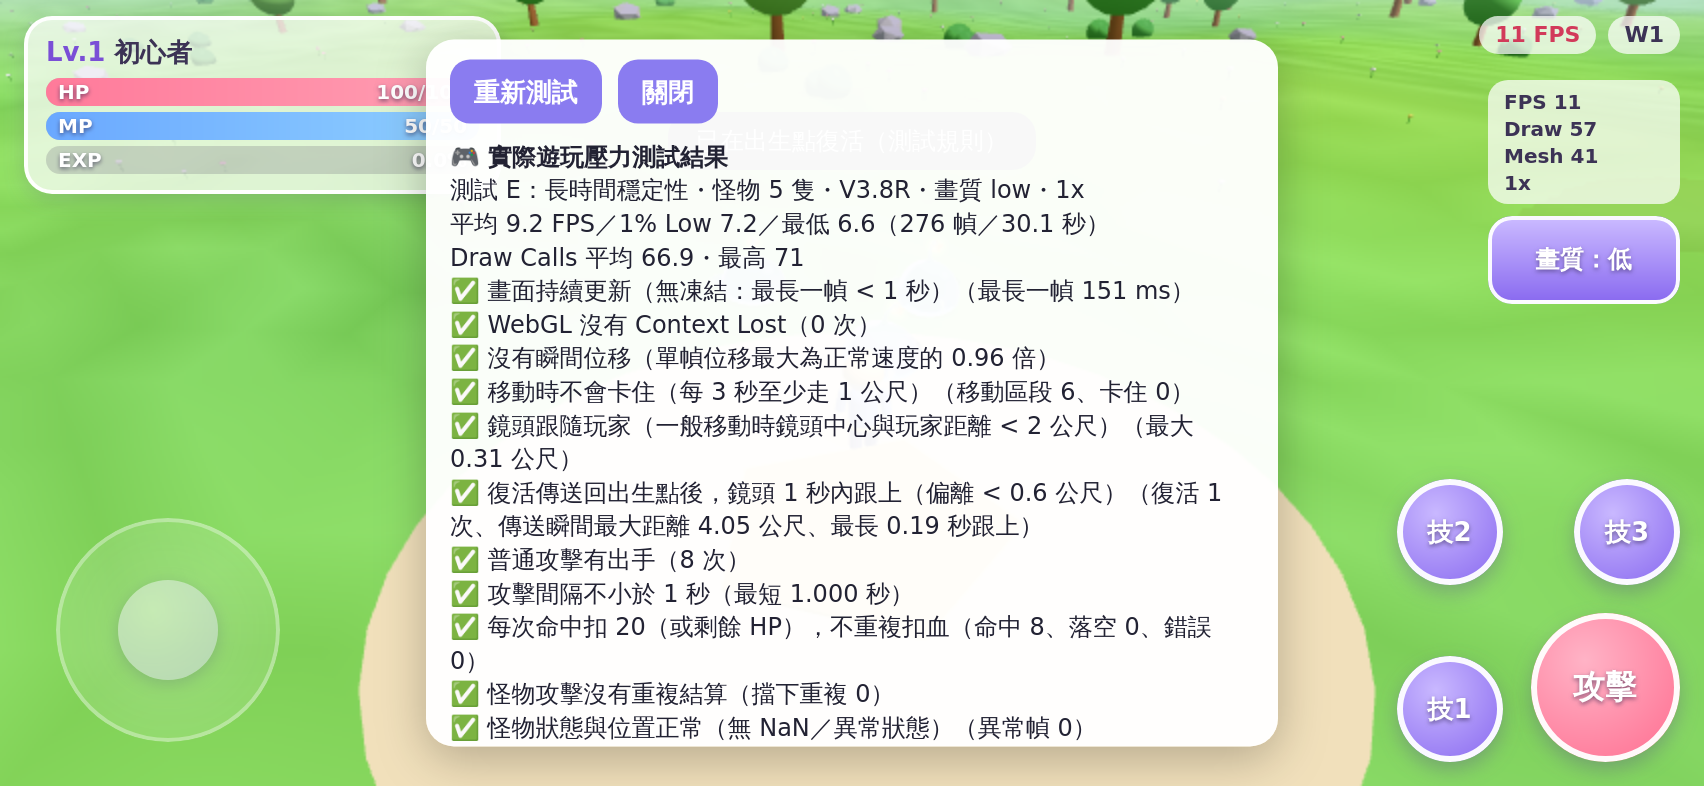 Lv.1 初心者
HP 100/
MP 50/50
EXP 0
11 FPS
W1
FPS 11
Draw 57
Mesh 41
1x
畫質：低
重新測試
關閉
已在出生點復活（測試規則）
🎮 實際遊玩壓力測試結果
測試 E：長時間穩定性・怪物 5 隻・V3.8R・畫質 low・1x
平均 9.2 FPS／1% Low 7.2／最低 6.6（276 幀／30.1 秒）
Draw Calls 平均 66.9・最高 71
✅ 畫面持續更新（無凍結：最長一幀 < 1 秒）（最長一幀 151 ms）
✅ WebGL 沒有 Context Lost（0 次）
✅ 沒有瞬間位移（單幀位移最大為正常速度的 0.96 倍）
✅ 移動時不會卡住（每 3 秒至少走 1 公尺）（移動區段 6、卡住 0）
✅ 鏡頭跟隨玩家（一般移動時鏡頭中心與玩家距離 < 2 公尺）（最大
0.31 公尺）
✅ 復活傳送回出生點後，鏡頭 1 秒內跟上（偏離 < 0.6 公尺）（復活 1
次、傳送瞬間最大距離 4.05 公尺、最長 0.19 秒跟上）
✅ 普通攻擊有出手（8 次）
✅ 攻擊間隔不小於 1 秒（最短 1.000 秒）
✅ 每次命中扣 20（或剩餘 HP），不重複扣血（命中 8、落空 0、錯誤
0）
✅ 怪物攻擊沒有重複結算（擋下重複 0）
✅ 怪物狀態與位置正常（無 NaN／異常狀態）（異常幀 0）
技2
技3
技1
攻擊